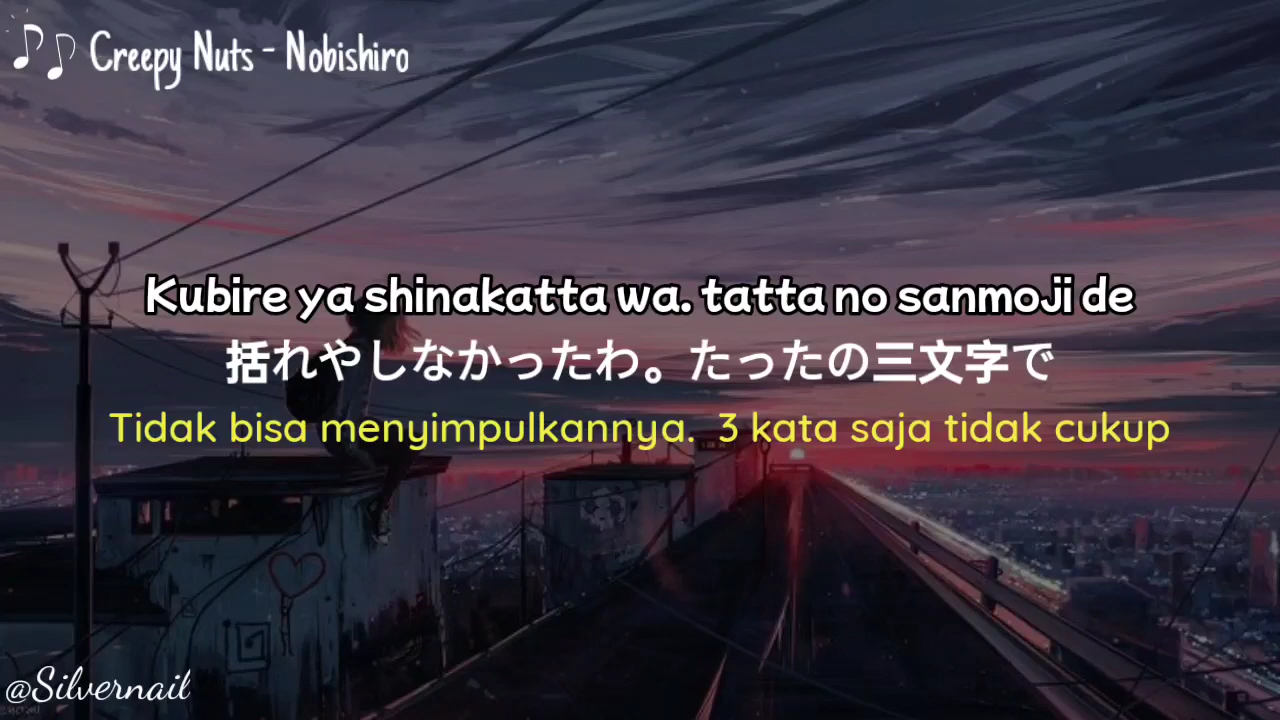 Creepy Nuts - Nobishiro
Kubire ya shinakatta wa. tatta no sanmoji de
括れやしなかったわ。たったの三文字で
Tidak bisa menyimpulkannya. 3 kata saja tidak cukup
@Silvernail